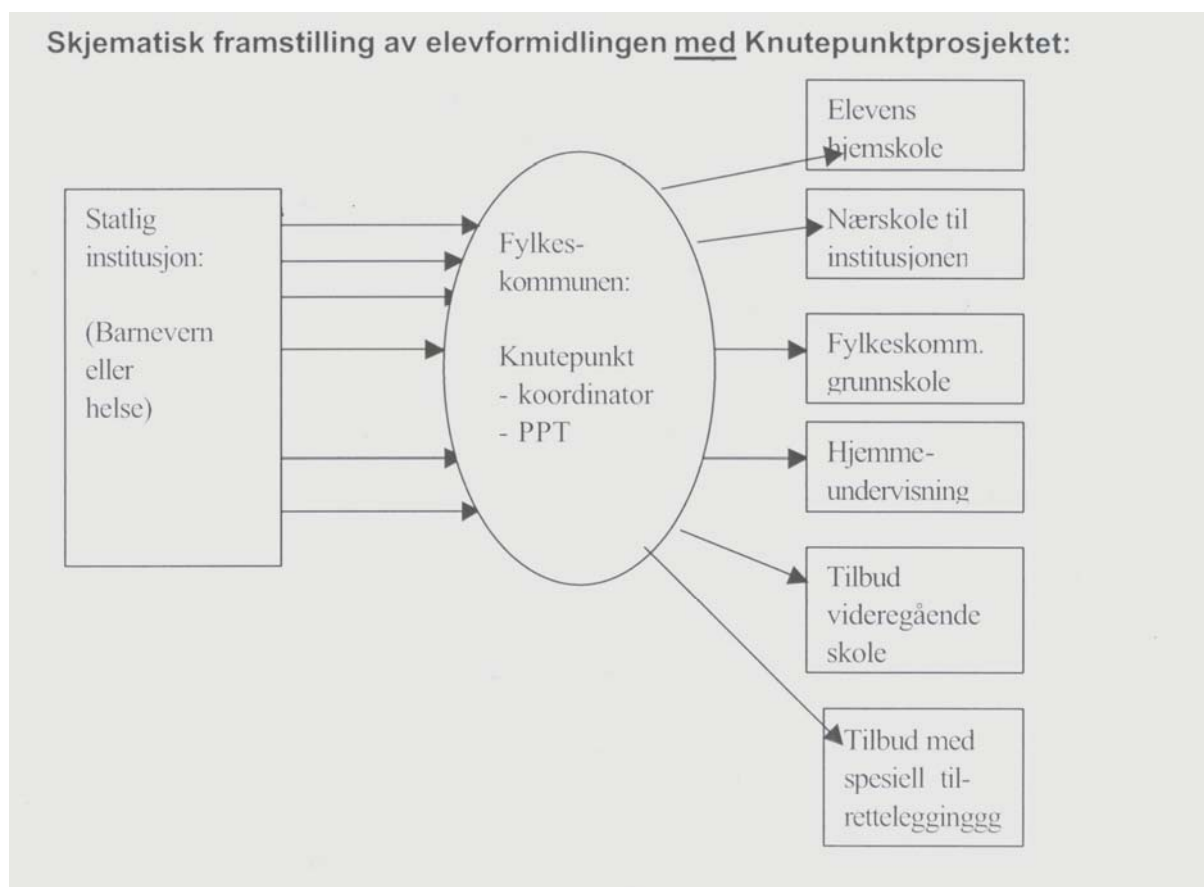 Skjematisk framstilling av elevformidlingen med Knutepunktprosjektet:
Statlig
institusjon:
(Barnevern
eller
helse)
Fylkes-
kommunen:
Knutepunkt
- koordinator
- PPT
Elevens
hjemskole
Nærskole til
institusjonen
Fylkeskomm.
grunnskole
Hjemme-
undervisning
Tilbud
videregående
skole
Tilbud med
spesiell til-
rettelegginggg